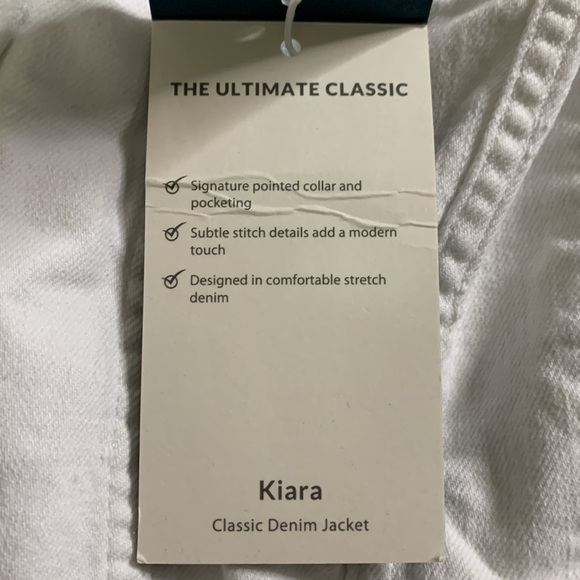 THE ULTIMATE CLASSIC
Signature pointed collar and
pocketing
Subtle stitch details add a modern
touch
Designed in comfortable stretch
denim
Kiara
Classic Denim Jacket